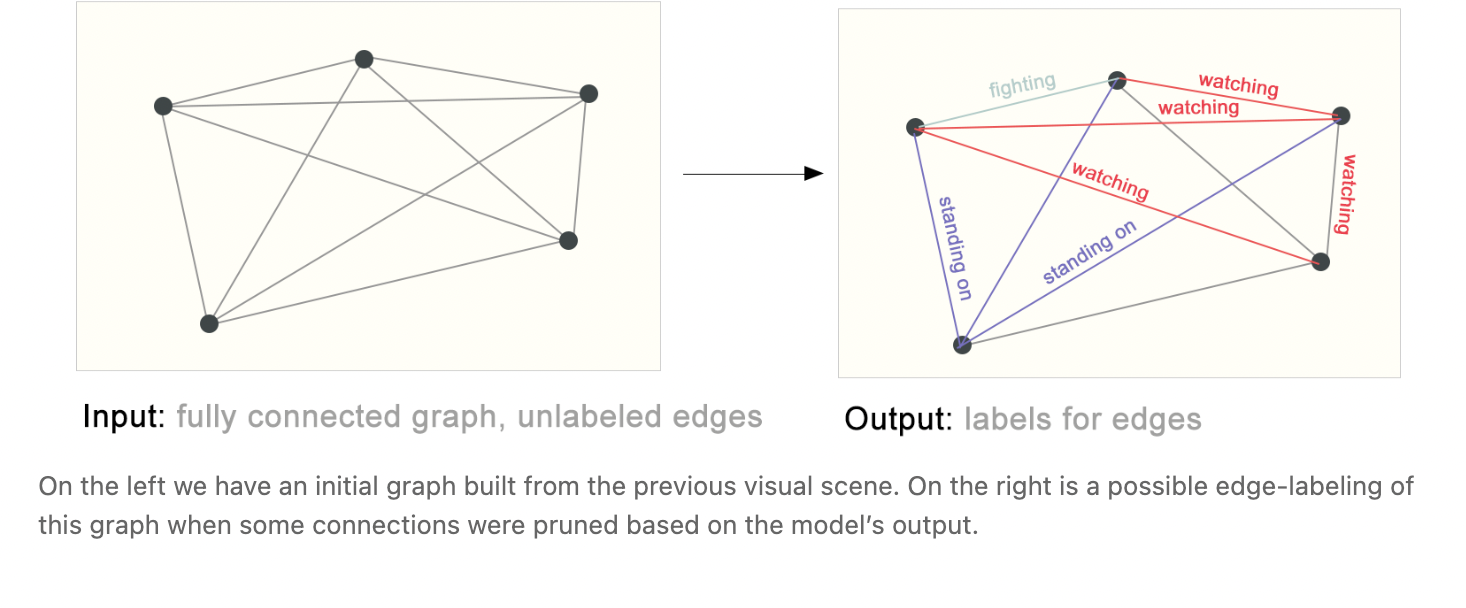 fighting
watching
watching
watching
watching
standing on
standing on
Input: fully connected graph, unlabeled edges
Output: labels for edges
On the left we have an initial graph built from the previous visual scene. On the right is a possible edge-labeling of
this graph when some connections were pruned based on the model’s output.